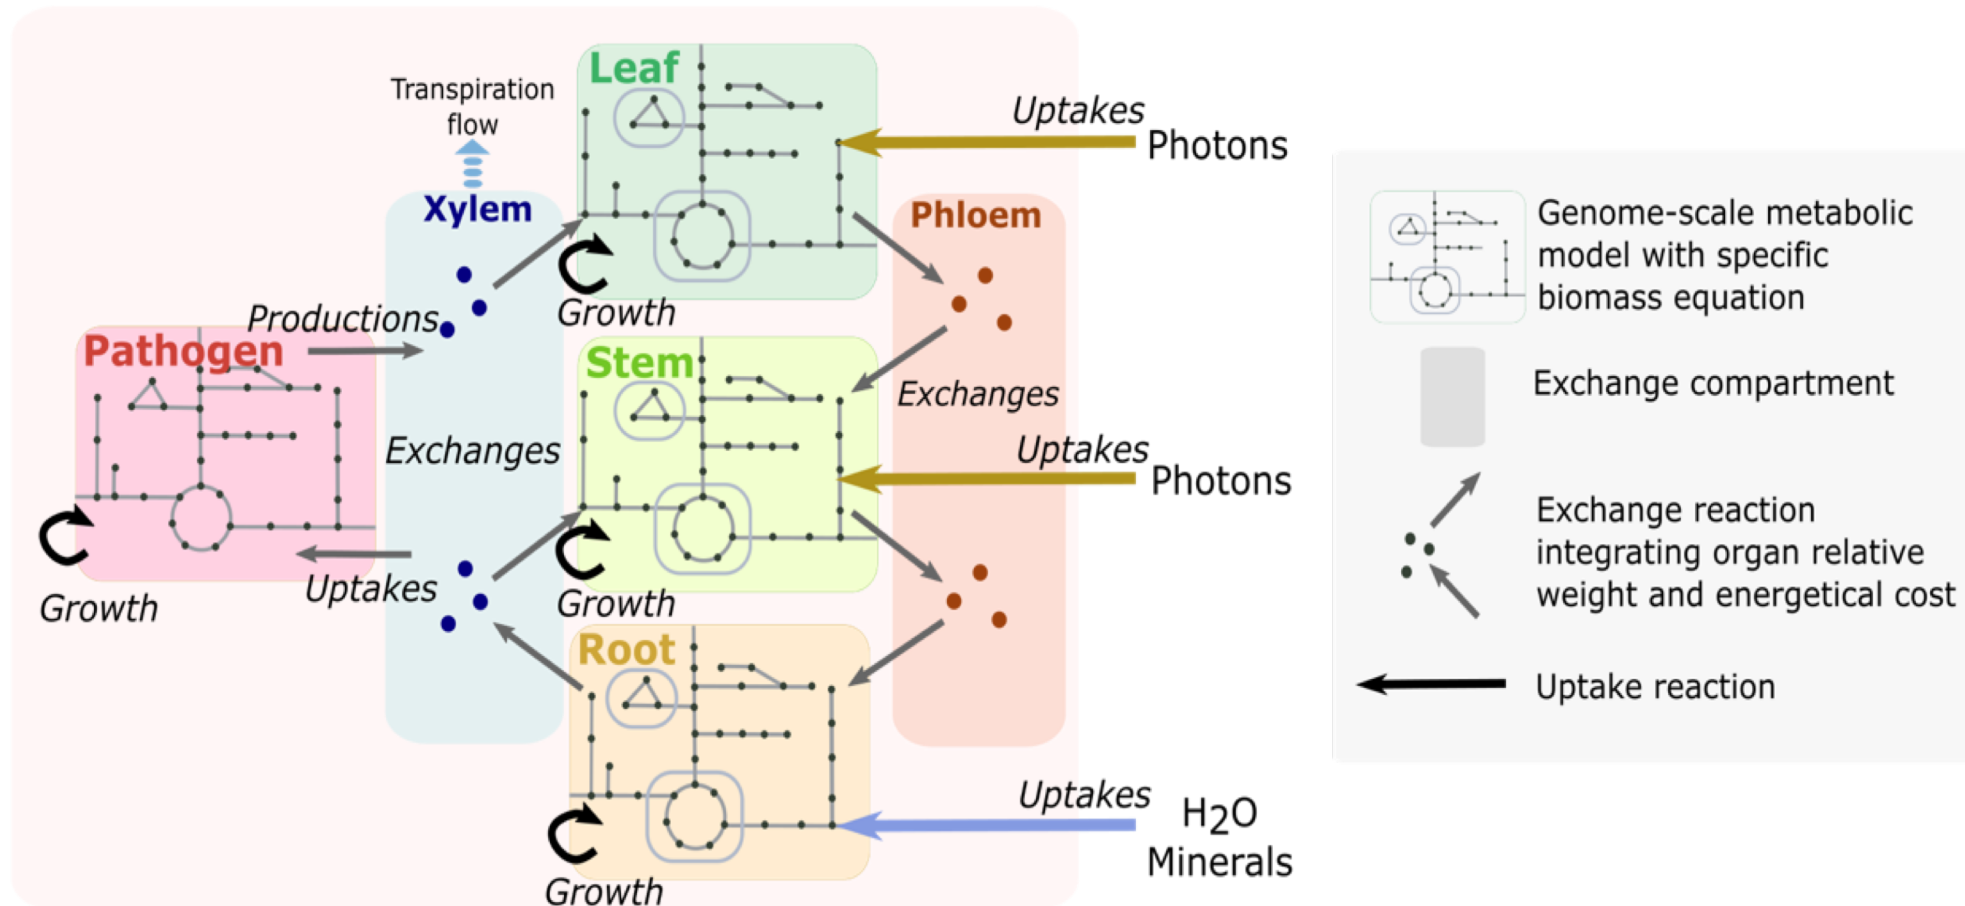 Leaf
Transpiration
flow
Uptakes
Photons
Xylem
Phloem
Productions
Growth
Pathogen
Stem
Exchanges
Exchanges
Uptakes
Photons
Uptakes
Growth
Growth
Root
Uptakes
H2O
Minerals
Growth
Genome-scale metabolic
model with specific
biomass equation
Exchange compartment
Exchange reaction
integrating organ relative
weight and energetical cost
Uptake reaction